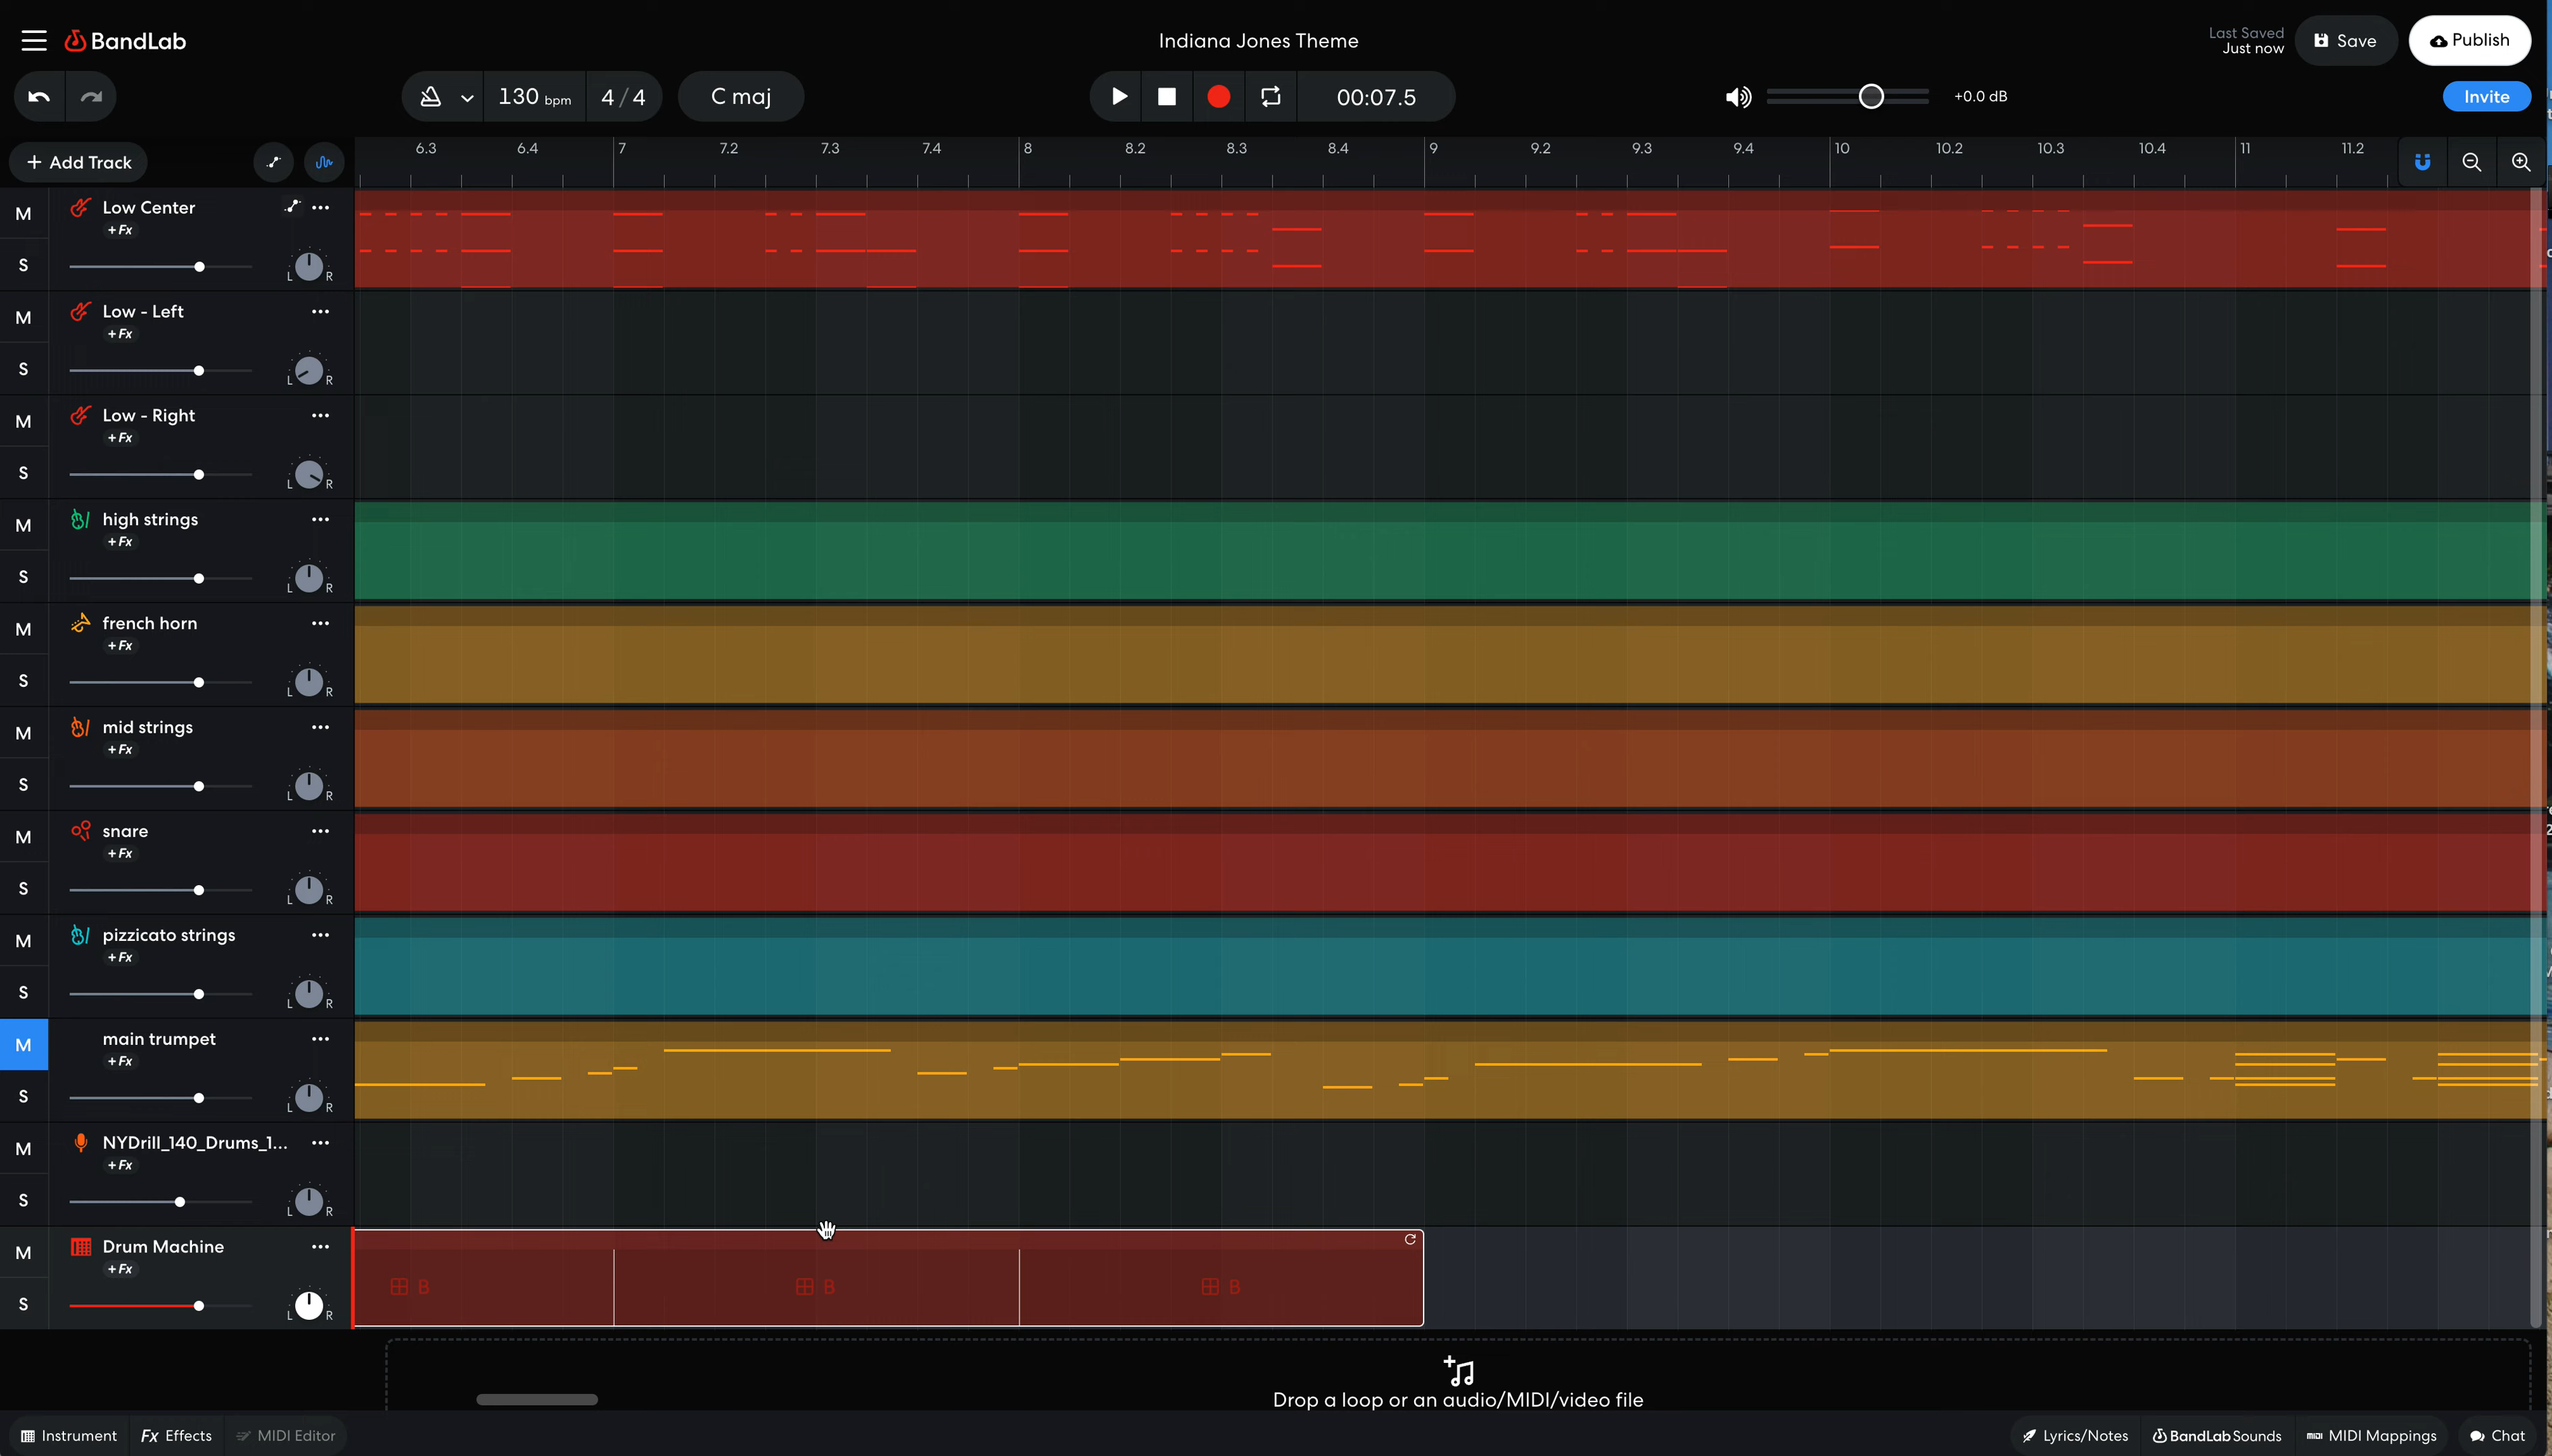 BandLab
Indiana Jones Theme
Last Saved
Just now
Save
Publish
130 bpm
4 / 4
C maj
00:07.5
+0.0 dB
Invite
+ Add Track
6.3 6.4 7 7.2 7.3 7.4 8 8.2 8.3 8.4 9 9.2 9.3 9.4 10 10.2 10.3 10.4 11 11.2
M Low Center
+Fx
S L R
M Low - Left
+Fx
S L R
M Low - Right
+Fx
S L R
M high strings
+Fx
S L R
M french horn
+Fx
S L R
M mid strings
+Fx
S L R
M snare
+Fx
S L R
M pizzicato strings
+Fx
S L R
M main trumpet
+Fx
S L R
M NYDrill_140_Drums_1...
+Fx
S L R
M Drum Machine
+Fx
S L R
B B B
Drop a loop or an audio/MIDI/video file
Instrument Fx Effects MIDI Editor Lyrics/Notes BandLab Sounds MIDI Mappings Chat